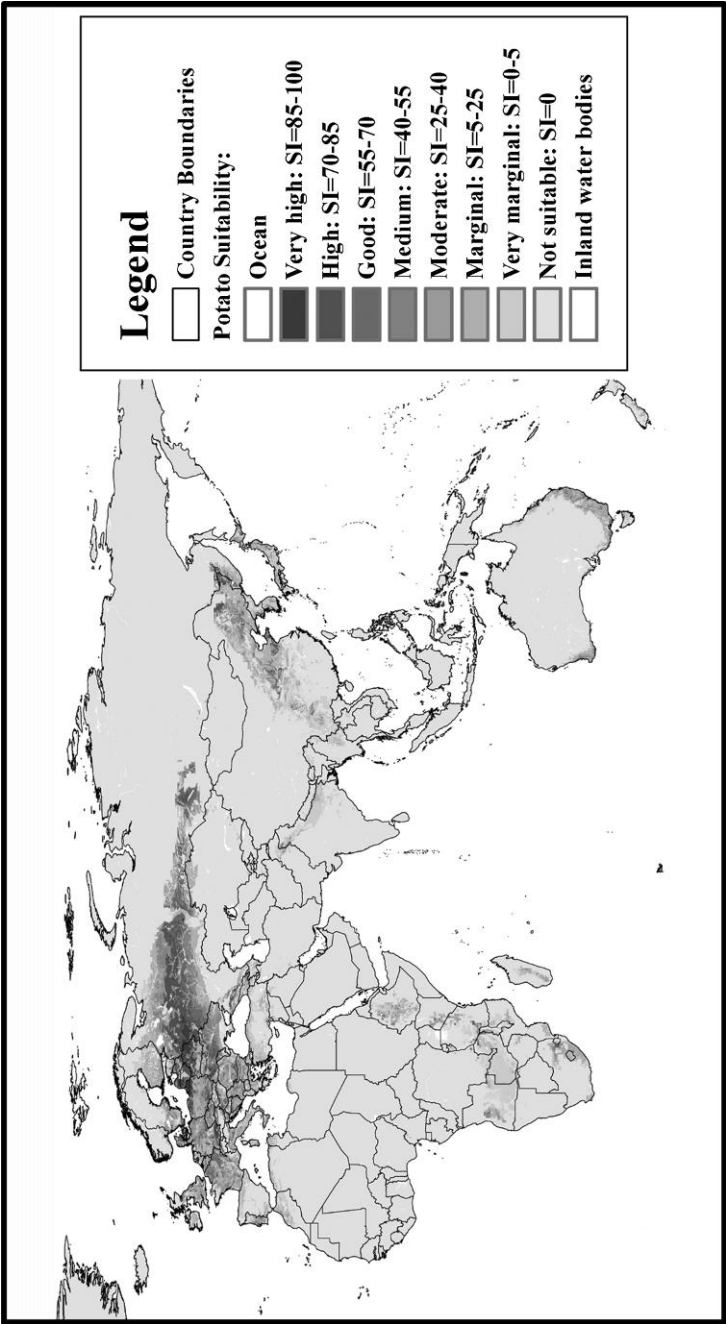 Legend
Country Boundaries
Potato Suitability:
Ocean
Very high: SI=85-100
High: SI=70-85
Good: SI=55-70
Medium: SI=40-55
Moderate: SI=25-40
Marginal: SI=5-25
Very marginal: SI=0-5
Not suitable: SI=0
Inland water bodies